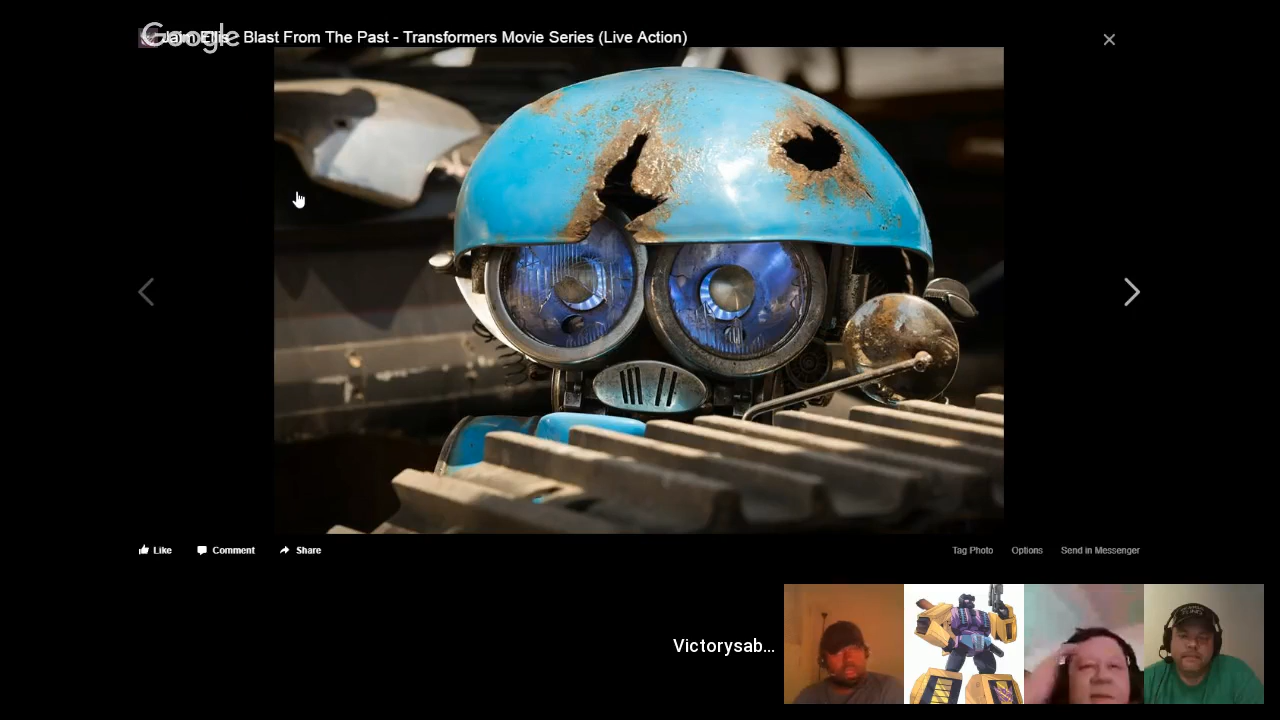 Google
Blast From The Past - Transformers Movie Series (Live Action)
Like Comment Share
Tag Photo Options Send in Messenger
Victorysab...